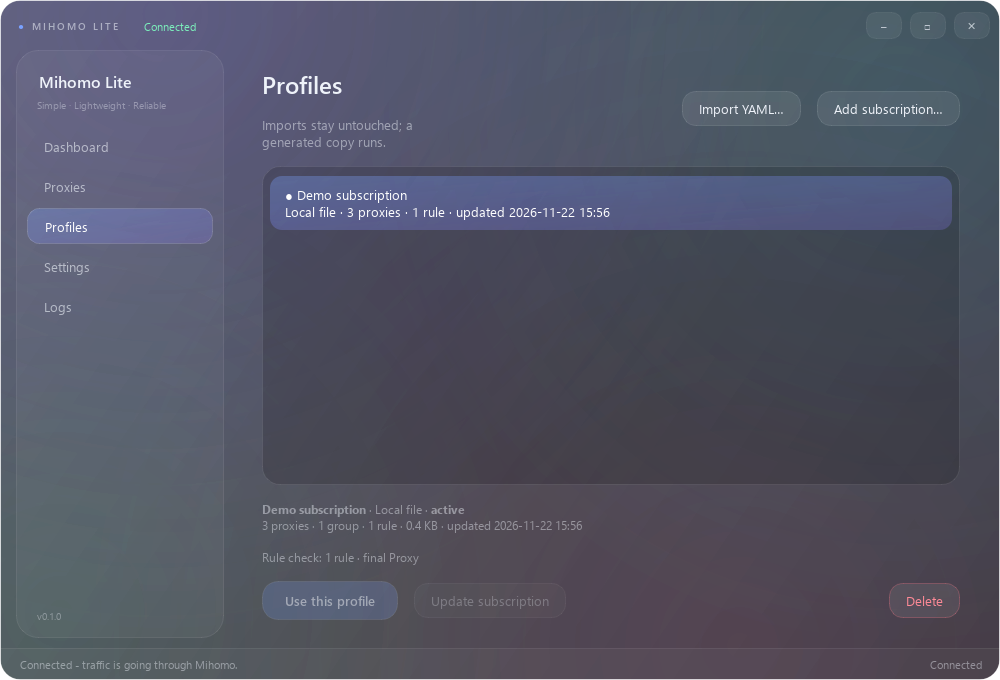 MIHOMO LITE
Connected
Mihomo Lite
Simple · Lightweight · Reliable
Dashboard
Proxies
Profiles
Settings
Logs
v0.1.0
Profiles
Imports stay untouched; a
generated copy runs.
Import YAML...
Add subscription...
● Demo subscription
Local file · 3 proxies · 1 rule · updated 2026-11-22 15:56
Demo subscription · Local file · active
3 proxies · 1 group · 1 rule · 0.4 KB · updated 2026-11-22 15:56
Rule check: 1 rule · final Proxy
Use this profile
Update subscription
Delete
Connected - traffic is going through Mihomo.
Connected